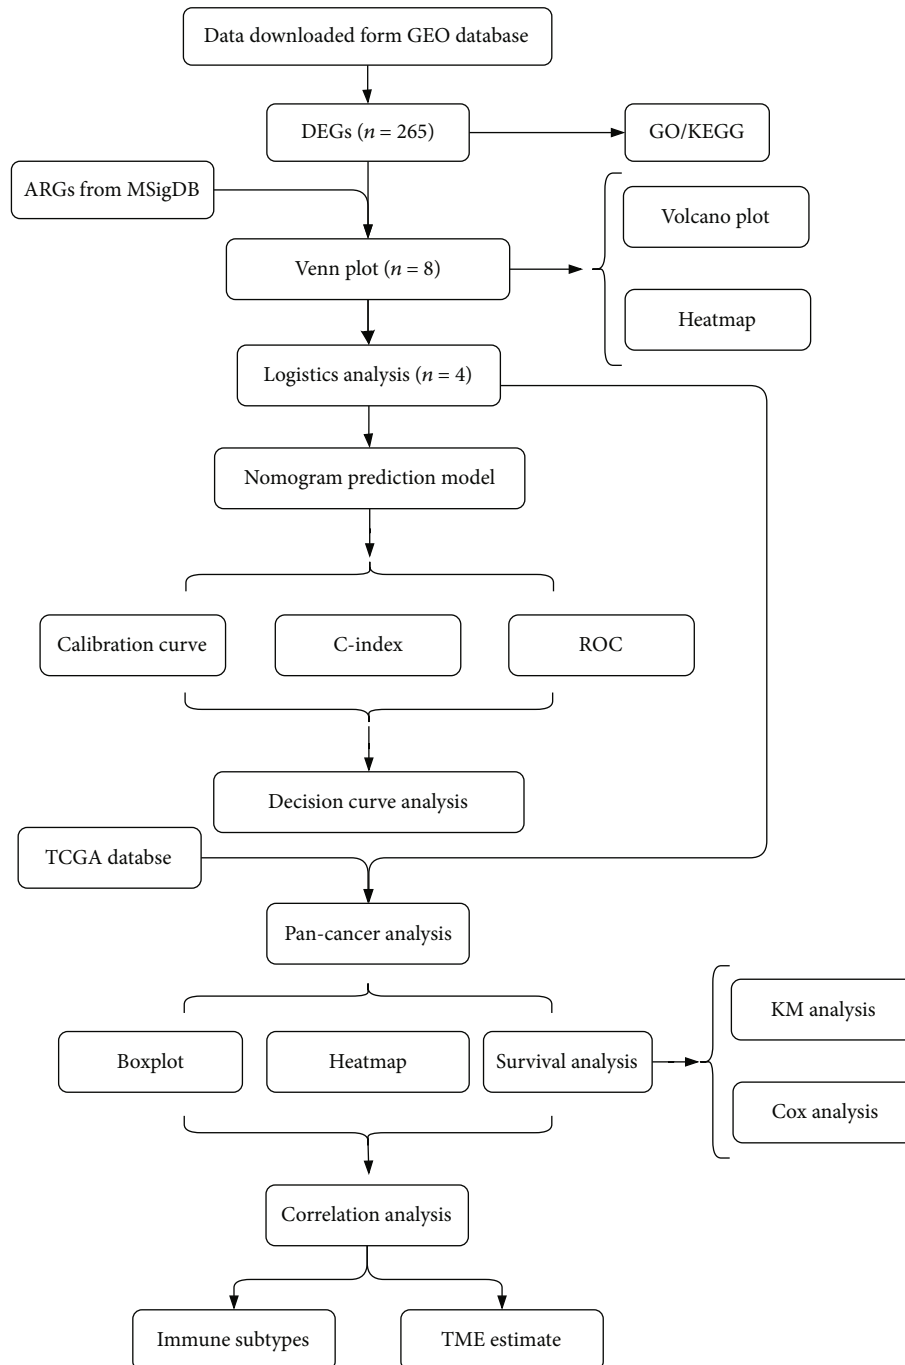 Data downloaded form GEO database
DEGs (n = 265)
GO/KEGG
ARGs from MSigDB
Volcano plot
Venn plot (n = 8)
Heatmap
Logistics analysis (n = 4)
Nomogram prediction model
Calibration curve
C-index
ROC
Decision curve analysis
TCGA databse
Pan-cancer analysis
KM analysis
Boxplot
Heatmap
Survival analysis
Cox analysis
Correlation analysis
Immune subtypes
TME estimate